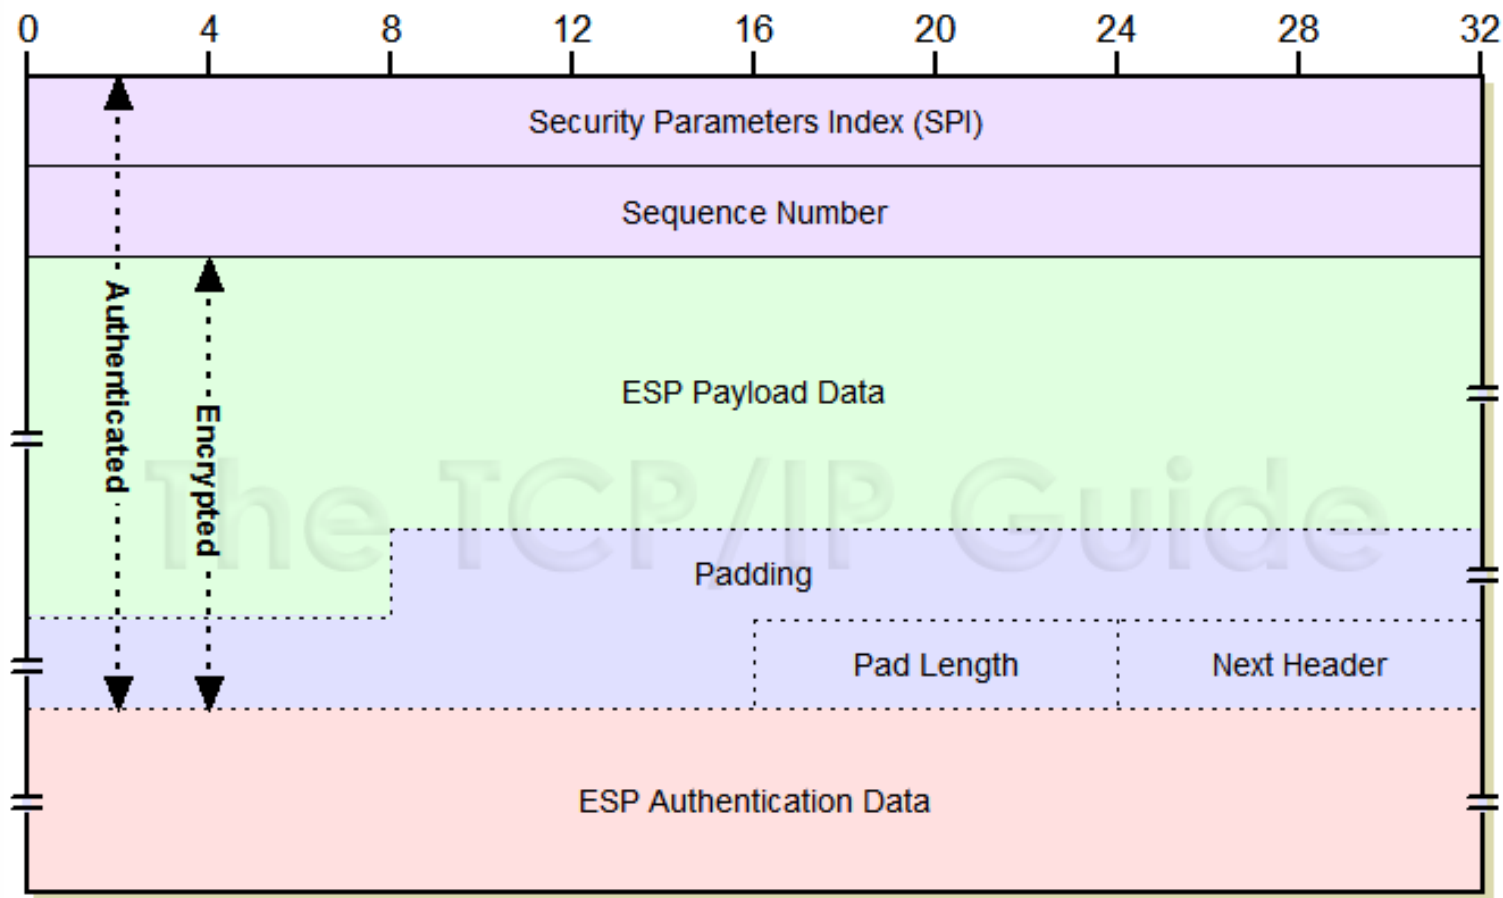 0 4 8 12 16 20 24 28 32
Security Parameters Index (SPI)
Sequence Number
Authenticated
Encrypted
ESP Payload Data
The TCP/IP Guide
Padding
Pad Length Next Header
ESP Authentication Data